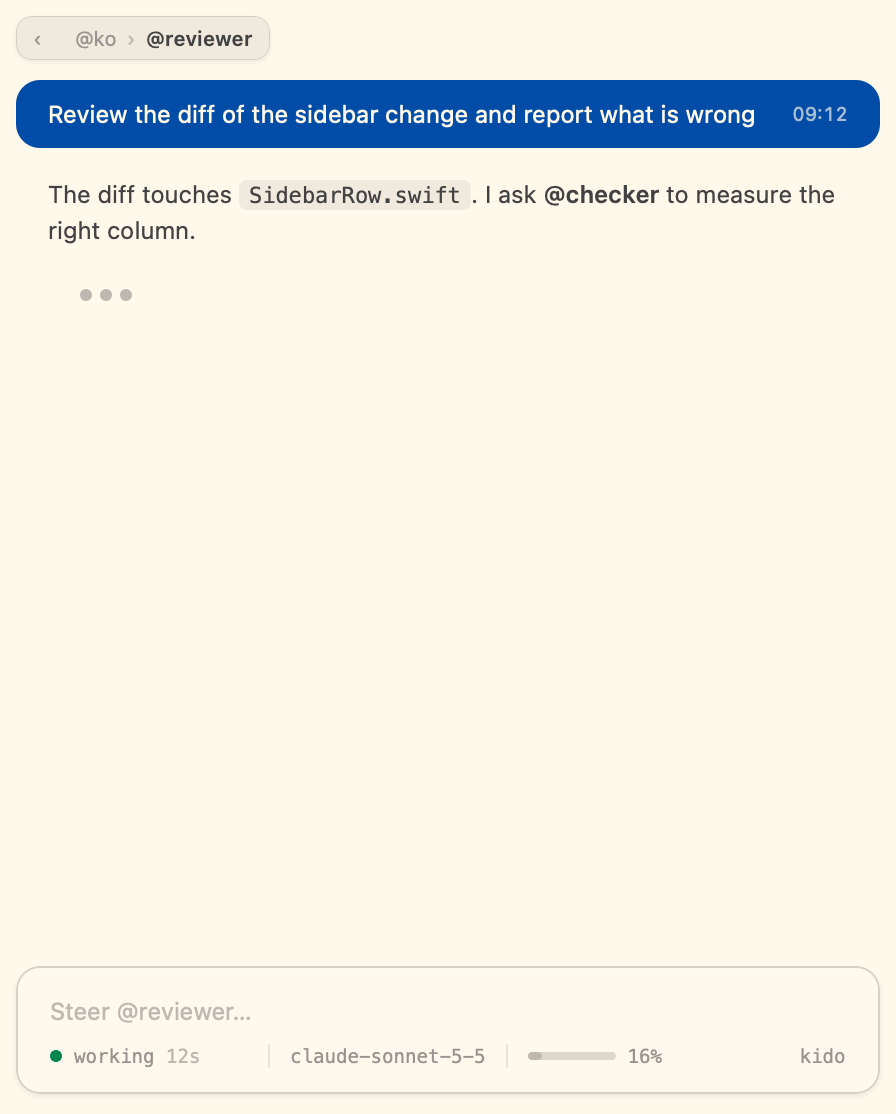 ‹ @ko › @reviewer
Review the diff of the sidebar change and report what is wrong 09:12
The diff touches SidebarRow.swift. I ask @checker to measure the
right column.
Steer @reviewer...
working 12s claude-sonnet-5-5 16% kido